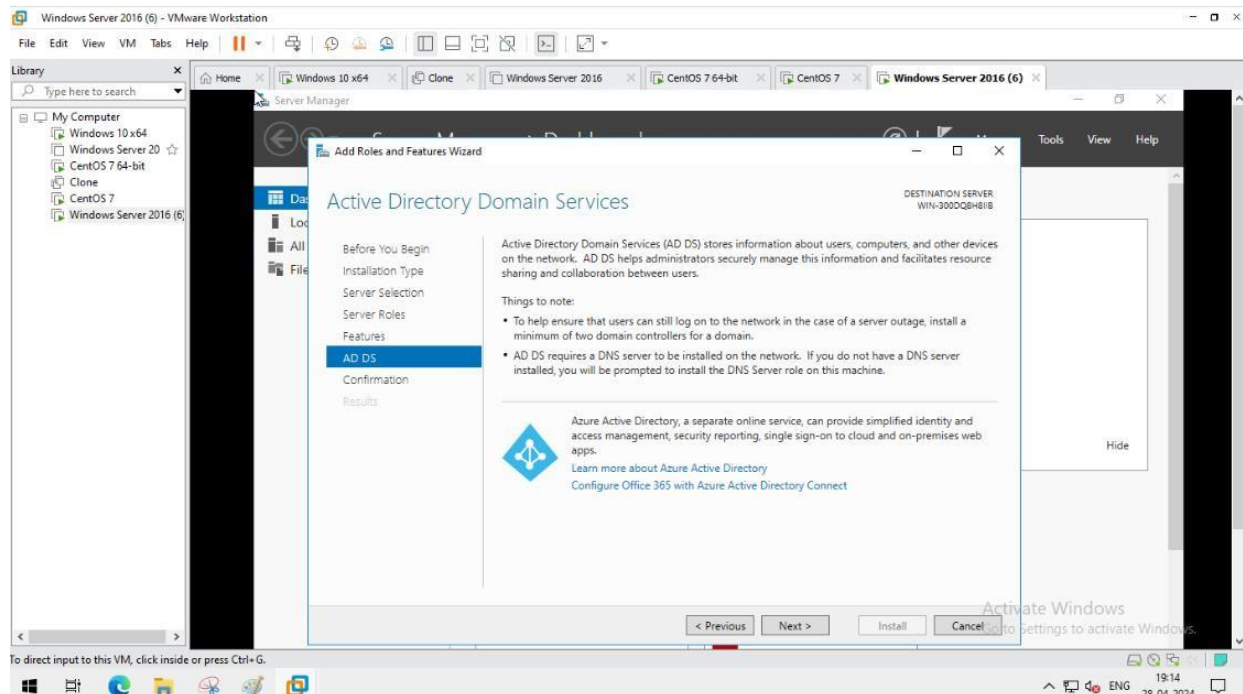 Windows Server 2016 (6) - VMware Workstation
File Edit View VM Tabs Help
Library
Type here to search
My Computer
Windows 10 x64
Windows Server 20
CentOS 7 64-bit
Clone
CentOS 7
Windows Server 2016 (6)
Home Windows 10 x64 Clone Windows Server 2016 CentOS 7 64-bit CentOS 7 Windows Server 2016 (6)
Server Manager
Tools View Help
Add Roles and Features Wizard
Active Directory Domain Services
DESTINATION SERVER
Da
Loc
All
File
Before You Begin
Installation Type
Server Selection
Server Roles
Features
AD DS
Confirmation
Results
Active Directory Domain Services (AD DS) stores information about users, computers, and other devices
on the network. AD DS helps administrators securely manage this information and facilitates resource
sharing and collaboration between users.
Things to note:
• To help ensure that users can still log on to the network in the case of a server outage, install a
minimum of two domain controllers for a domain.
• AD DS requires a DNS server to be installed on the network. If you do not have a DNS server
installed, you will be prompted to install the DNS Server role on this machine.
Azure Active Directory, a separate online service, can provide simplified identity and
access management, security reporting, single sign-on to cloud and on-premises web
apps.
Learn more about Azure Active Directory
Configure Office 365 with Azure Active Directory Connect
Hide
< Previous Next > Install Cancel
Activate Windows
Go to Settings to activate Windows.
To direct input to this VM, click inside or press Ctrl+G.
ENG
19:14
28-04-2024